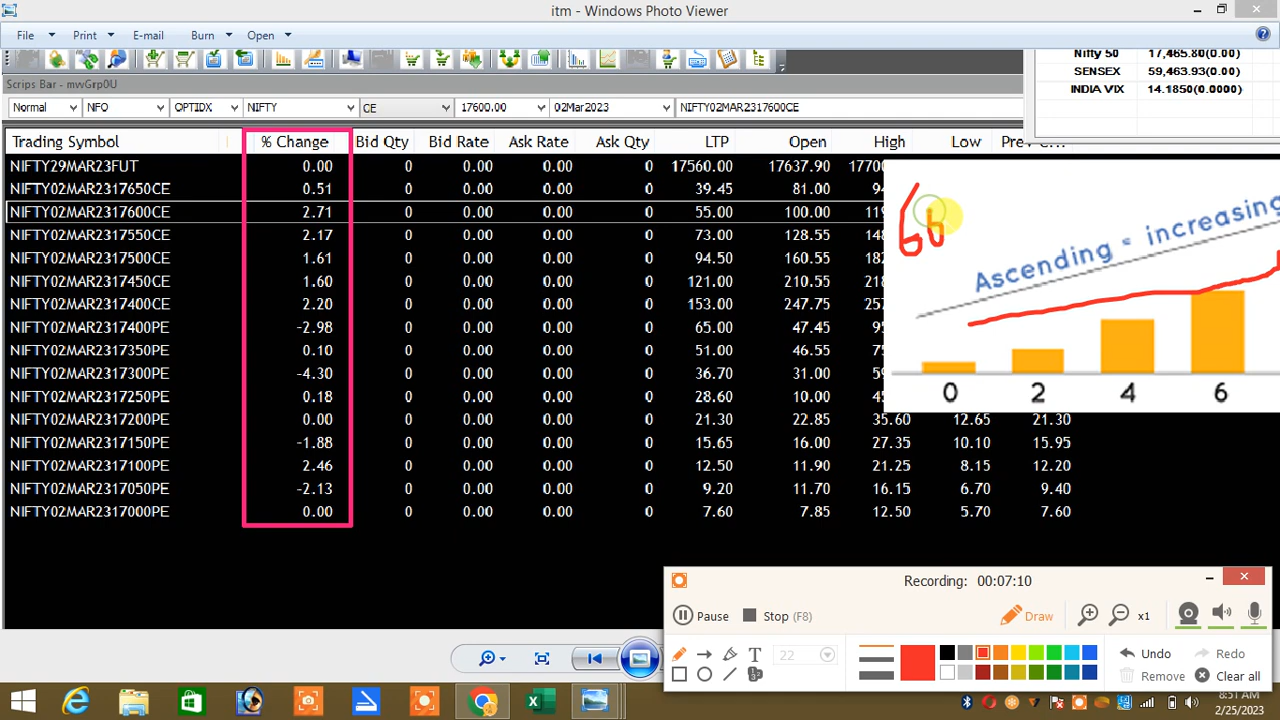 itm - Windows Photo Viewer
File Print E-mail Burn Open
Scrips Bar - mvvGrp0U
Nifty 50 17,465.80(0.00)
SENSEX 59,463.93(0.00)
INDIA VIX 14.1850(0.0000)
Normal NFO OPTIDX NIFTY CE 17600.00 02Mar2023 NIFTY02MAR2317600CE
Trading Symbol % Change Bid Qty Bid Rate Ask Rate Ask Qty LTP Open High Low
NIFTY29MAR23FUT 0.00 0 0.00 0.00 0 17560.00 17637.90
NIFTY02MAR2317650CE 0.51 0 0.00 0.00 0 39.45 81.00
NIFTY02MAR2317600CE 2.71 0 0.00 0.00 0 55.00 100.00
NIFTY02MAR2317550CE 2.17 0 0.00 0.00 0 73.00 128.55
NIFTY02MAR2317500CE 1.61 0 0.00 0.00 0 94.50 160.55
NIFTY02MAR2317450CE 1.60 0 0.00 0.00 0 121.00 210.55
NIFTY02MAR2317400CE 2.20 0 0.00 0.00 0 153.00 247.75
NIFTY02MAR2317400PE -2.98 0 0.00 0.00 0 65.00 47.45
NIFTY02MAR2317350PE 0.10 0 0.00 0.00 0 51.00 46.55
NIFTY02MAR2317300PE -4.30 0 0.00 0.00 0 36.70 31.00
NIFTY02MAR2317250PE 0.18 0 0.00 0.00 0 28.60 10.00
NIFTY02MAR2317200PE 0.00 0 0.00 0.00 0 21.30 22.85 35.60 12.65 21.30
NIFTY02MAR2317150PE -1.88 0 0.00 0.00 0 15.65 16.00 27.35 10.10 15.95
NIFTY02MAR2317100PE 2.46 0 0.00 0.00 0 12.50 11.90 21.25 8.15 12.20
NIFTY02MAR2317050PE -2.13 0 0.00 0.00 0 9.20 11.70 16.15 6.70 9.40
NIFTY02MAR2317000PE 0.00 0 0.00 0.00 0 7.60 7.85 12.50 5.70 7.60
Ascending = increasing
0 2 4 6
Recording: 00:07:10
Pause Stop (F8) Draw x1
T 22 Undo Redo
Remove Clear all
8:51 AM
2/25/2023